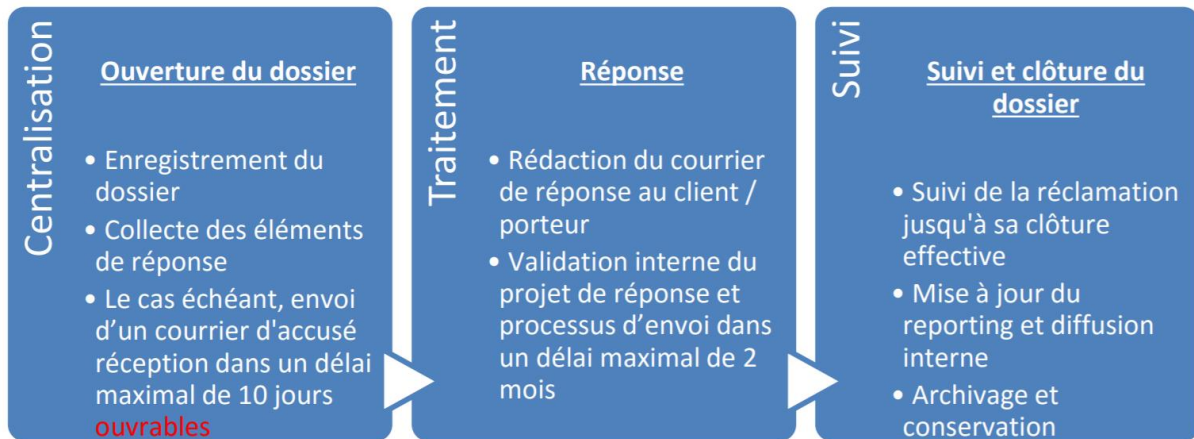 Centralisation
Ouverture du dossier
• Enregistrement du
dossier
• Collecte des éléments
de réponse
• Le cas échéant, envoi
d’un courrier d'accusé
réception dans un délai
maximal de 10 jours
ouvrables
Traitement
Réponse
• Rédaction du courrier
de réponse au client /
porteur
• Validation interne du
projet de réponse et
processus d’envoi dans
un délai maximal de 2
mois
Suivi
Suivi et clôture du
dossier
• Suivi de la réclamation
jusqu'à sa clôture
effective
• Mise à jour du
reporting et diffusion
interne
• Archivage et
conservation